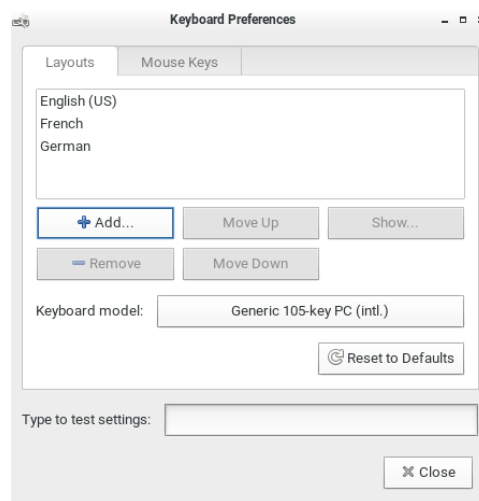 Keyboard Preferences
Layouts Mouse Keys
English (US)
French
German
Add... Move Up Show...
Remove Move Down
Keyboard model: Generic 105-key PC (intl.)
Reset to Defaults
Type to test settings:
Close